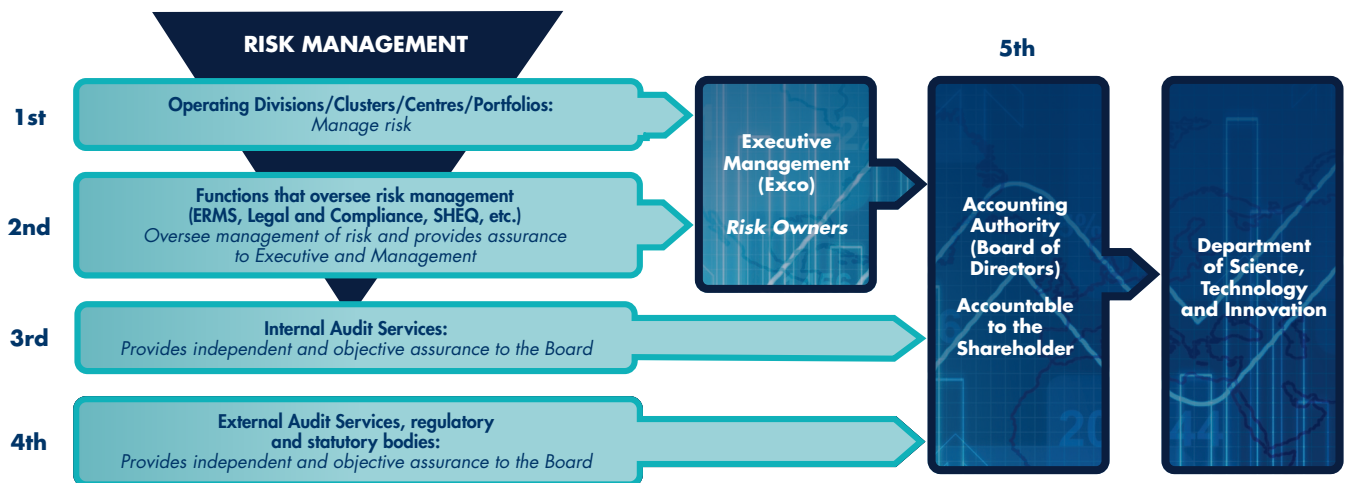 RISK MANAGEMENT
5th
1st
Operating Divisions/Clusters/Centres/Portfolios:
Manage risk
2nd
Functions that oversee risk management
(ERMS, Legal and Compliance, SHEQ, etc.)
Oversee management of risk and provides assurance
to Executive and Management
3rd
Internal Audit Services:
Provides independent and objective assurance to the Board
4th
External Audit Services, regulatory
and statutory bodies:
Provides independent and objective assurance to the Board
Executive
Management
(Exco)
Risk Owners
Accounting
Authority
(Board of
Directors)
Accountable
to the
Shareholder
Department
of Science,
Technology
and Innovation